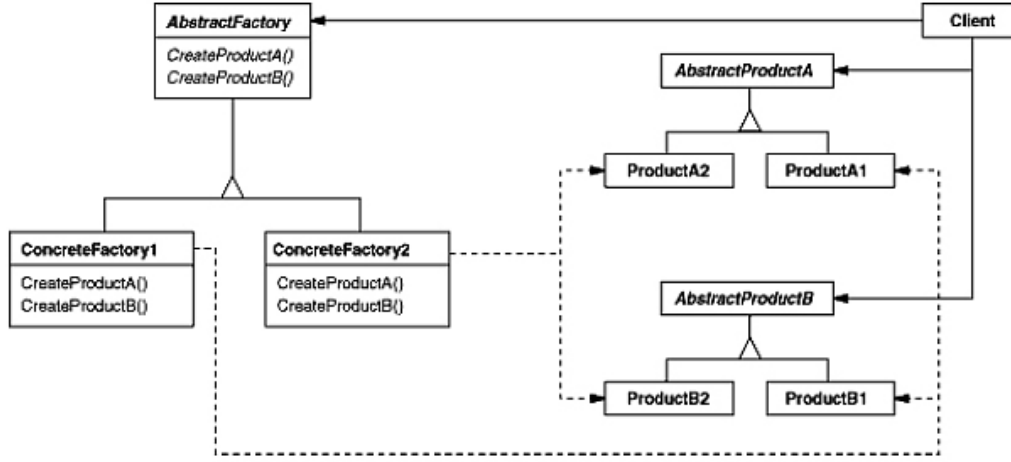 AbstractFactory
CreateProductA()
CreateProductB()
Client
AbstractProductA
ProductA2
ProductA1
ConcreteFactory1
CreateProductA()
CreateProductB()
ConcreteFactory2
CreateProductA()
CreateProductB()
AbstractProductB
ProductB2
ProductB1